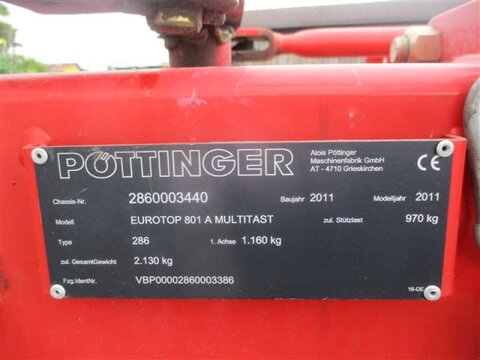 PÖTTINGER
Alois Pöttinger
Maschinenfabrik GmbH
AT - 4710 Grieskirchen
CE
Chassis-Nr. 2860003440 Baujahr 2011 Modelljahr 2011
Modell EUROTOP 801 A MULTITAST zul. Stützlast 970 kg
Type 286 1. Achse 1.160 kg
zul. GesamtGewicht 2.130 kg
Fzg.IdentNr. VBP00002860003386
16-DE